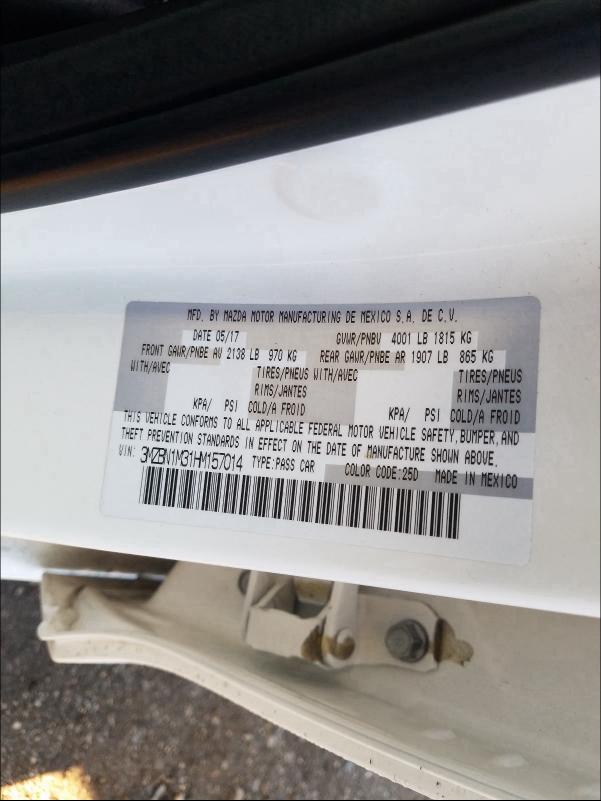 MFD. BY MAZDA MOTOR MANUFACTURING DE MEXICO S.A. DE C.V.
DATE 05/17 GVWR/PNBV 4001 LB 1815 KG
FRONT GAWR/PNBE AV 2138 LB 970 KG REAR GAWR/PNBE AR 1907 LB 865 KG
WITH/AVEC TIRES/PNEUS WITH/AVEC TIRES/PNEUS
RIMS/JANTES RIMS/JANTES
KPA/ PSI COLD/A FROID KPA/ PSI COLD/A FROID
THIS VEHICLE CONFORMS TO ALL APPLICABLE FEDERAL MOTOR VEHICLE SAFETY,BUMPER,AND
THEFT PREVENTION STANDARDS IN EFFECT ON THE DATE OF MANUFACTURE SHOWN ABOVE.
VIN: 3MZBN1M31HM157014 TYPE:PASS CAR COLOR CODE:25D MADE IN MEXICO